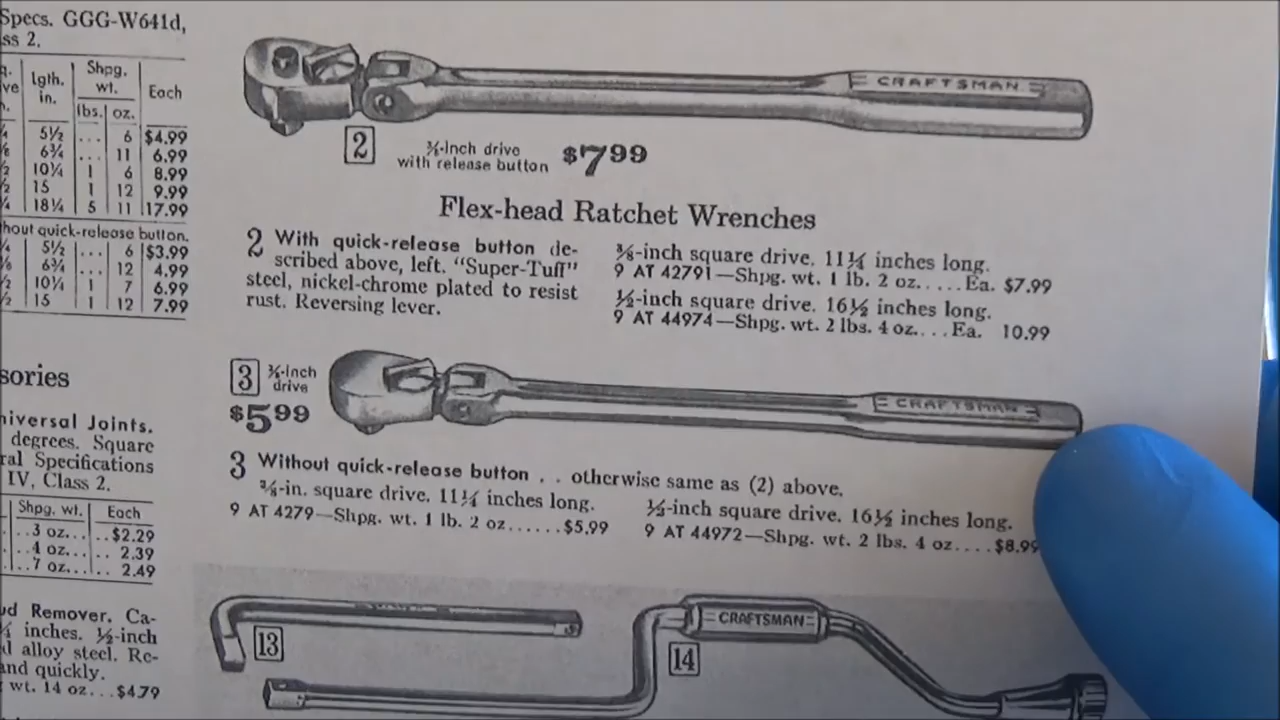 Specs. GGG-W641d,
ss 2.
Lgth. in. Shpg. wt. Each
lbs. oz.
5½ ... 6 $4.99
6¾ ... 11 6.99
10¼ 1 6 8.99
15 1 12 9.99
18¼ 5 11 17.99
hout quick-release button.
5½ ... 6 $3.99
6¾ ... 12 4.99
10¼ 1 7 6.99
15 1 12 7.99
sories
niversal Joints.
degrees. Square
ral Specifications
IV, Class 2.
Shpg. wt. Each
..3 oz... ..$2.29
..4 oz... .. 2.39
..7 oz... .. 2.49
ud Remover. Ca-
¼ inches. ½-inch
d alloy steel. Re-
and quickly.
wt. 14 oz...$4.79
CRAFTSMAN
2 ⅜-inch drive
with release button $7.99
Flex-head Ratchet Wrenches
2 With quick-release button de-
scribed above, left. "Super-Tuff"
steel, nickel-chrome plated to resist
rust. Reversing lever.
⅜-inch square drive. 11¼ inches long.
9 AT 42791—Shpg. wt. 1 lb. 2 oz.....Ea. $7.99
½-inch square drive. 16½ inches long.
9 AT 44974—Shpg. wt. 2 lbs. 4 oz....Ea. 10.99
3 ⅜-inch
drive
$5.99
CRAFTSMAN
3 Without quick-release button . . otherwise same as (2) above.
⅜-in. square drive. 11¼ inches long.
9 AT 4279—Shpg. wt. 1 lb. 2 oz......$5.99
½-inch square drive. 16½ inches long.
9 AT 44972—Shpg. wt. 2 lbs. 4 oz....$8.99
13
14
CRAFTSMAN